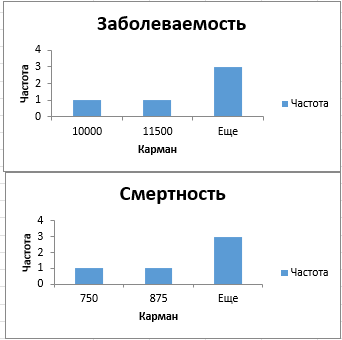 Заболеваемость
4
3
2
1
0
Частота
10000 11500 Еще
Карман
Частота
Смертность
4
3
2
1
0
Частота
750 875 Еще
Карман
Частота